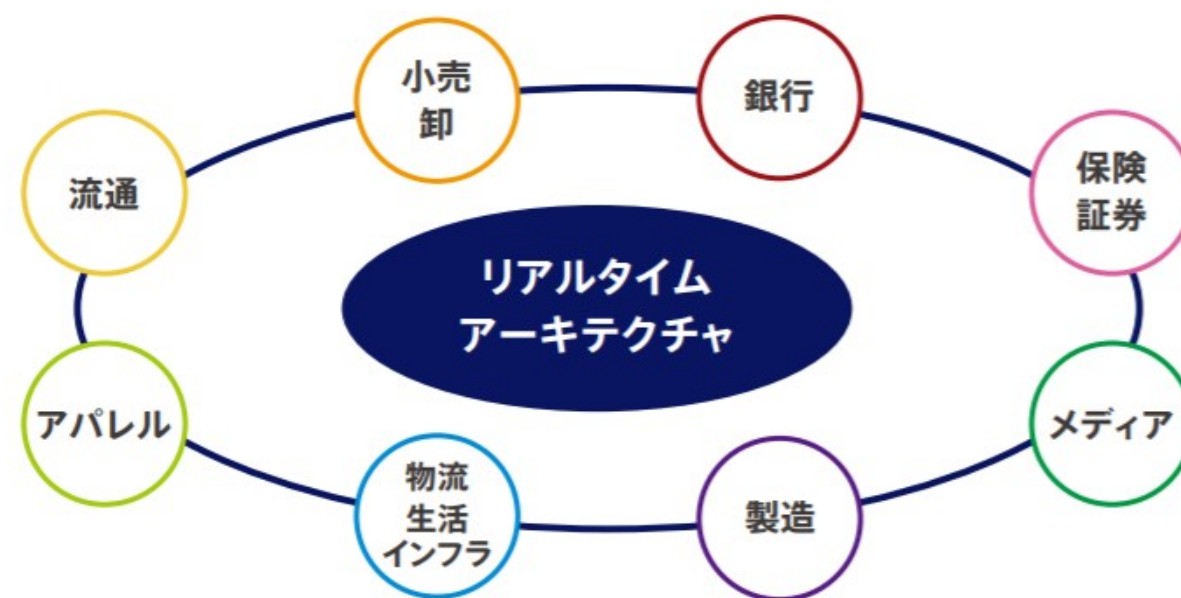 小売
卸
銀行
流通
保険
証券
リアルタイム
アーキテクチャ
アパレル
メディア
物流
生活
インフラ
製造